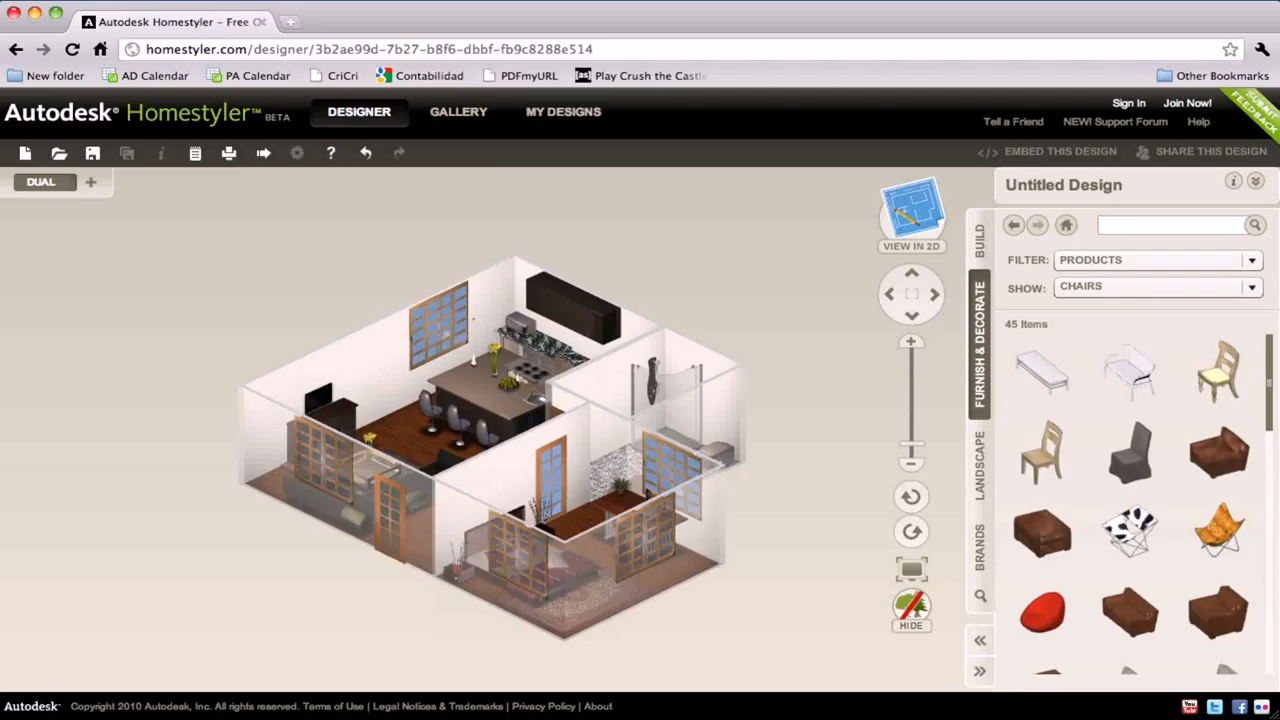 Autodesk Homestyler – Free
homestyler.com/designer/3b2ae99d-7b27-b8f6-dbbf-fb9c8288e514
New folder
AD Calendar
PA Calendar
CriCri
Contabilidad
PDFmyURL
[as]
Play Crush the Castle
Other Bookmarks
Autodesk® Homestyler™ BETA
DESIGNER
GALLERY
MY DESIGNS
Sign In
Join Now!
Tell a Friend
NEW! Support Forum
Help
SUBMIT
FEEDBACK
</> EMBED THIS DESIGN
SHARE THIS DESIGN
DUAL
VIEW IN 2D
HIDE
Untitled Design
BUILD
FURNISH & DECORATE
LANDSCAPE
BRANDS
FILTER: PRODUCTS
SHOW: CHAIRS
45 Items
Autodesk®
Copyright 2010 Autodesk, Inc. All rights reserved. Terms of Use | Legal Notices & Trademarks | Privacy Policy | About
You Tube